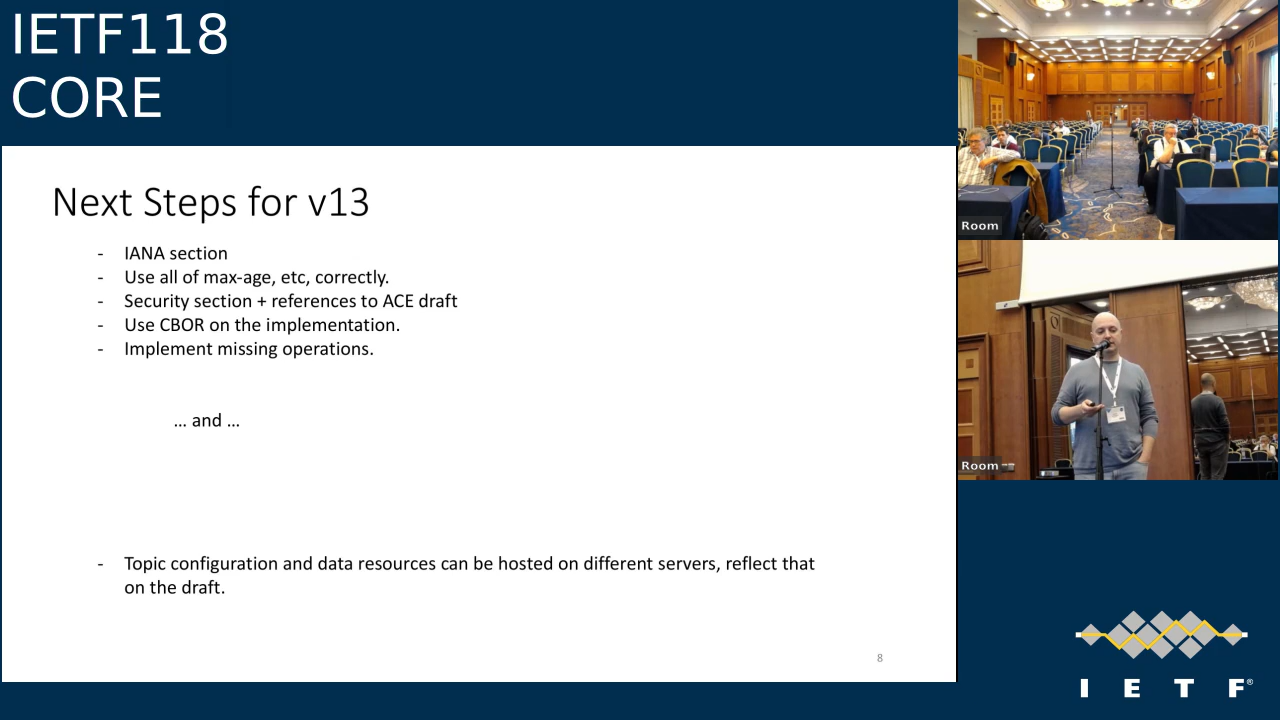 IETF118
CORE
Next Steps for v13
- IANA section
- Use all of max-age, etc, correctly.
- Security section + references to ACE draft
- Use CBOR on the implementation.
- Implement missing operations.
... and ...
- Topic configuration and data resources can be hosted on different servers, reflect that
on the draft.
8
Room
Room
I E T F®